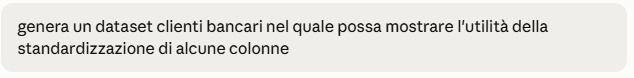 genera un dataset clienti bancari nel quale possa mostrare l'utilità della
standardizzazione di alcune colonne